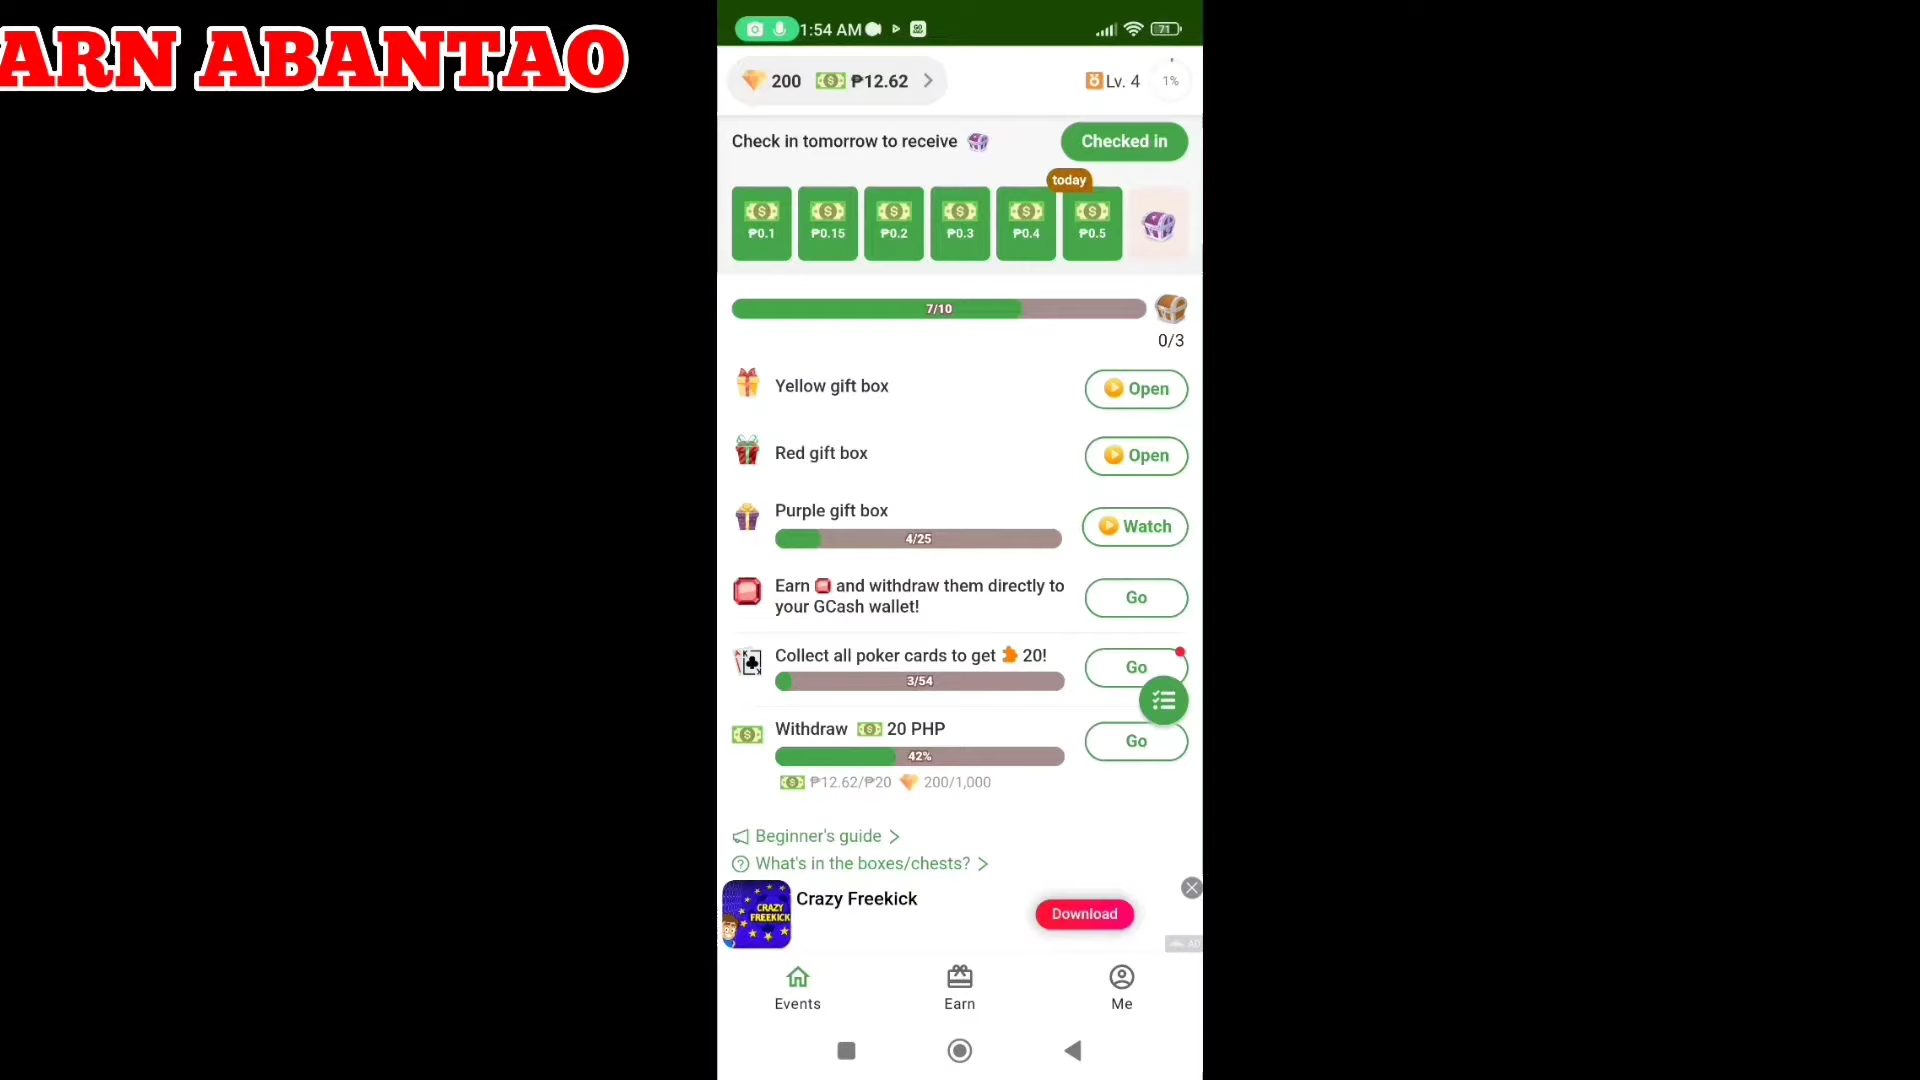 ARN ABANTAO
1:54 AM
71
200 ₱12.62
Lv. 4
1%
Check in tomorrow to receive
Checked in
today
₱0.1 ₱0.15 ₱0.2 ₱0.3 ₱0.4 ₱0.5
7/10
0/3
Yellow gift box
Open
Red gift box
Open
Purple gift box
4/25
Watch
Earn and withdraw them directly to
your GCash wallet!
Go
Collect all poker cards to get 20!
3/54
Go
Withdraw 20 PHP
42%
₱12.62/₱20 200/1,000
Go
Beginner's guide
What's in the boxes/chests?
CRAZY
FREEKICK
Crazy Freekick
Download
AD
Events Earn Me